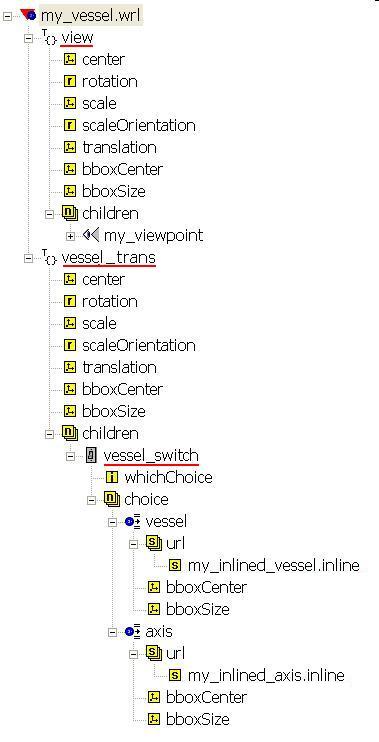 my_vessel.wrl
view
center
rotation
scale
scaleOrientation
translation
bboxCenter
bboxSize
children
my_viewpoint
vessel_trans
center
rotation
scale
scaleOrientation
translation
bboxCenter
bboxSize
children
vessel_switch
whichChoice
choice
vessel
url
my_inlined_vessel.inline
bboxCenter
bboxSize
axis
url
my_inlined_axis.inline
bboxCenter
bboxSize